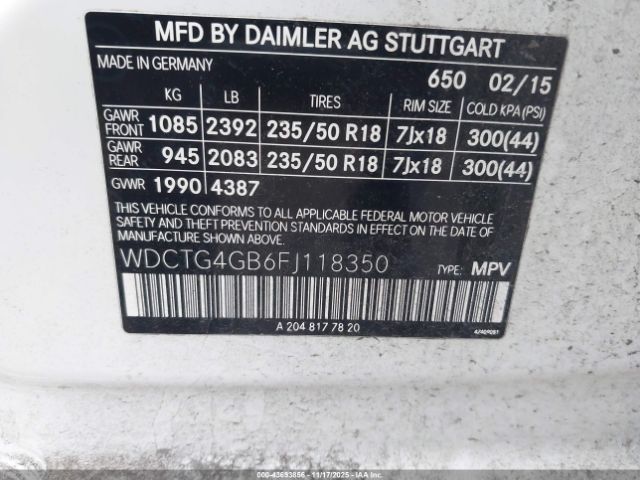 MFD BY DAIMLER AG STUTTGART
MADE IN GERMANY 650 02/15
KG LB TIRES RIM SIZE COLD KPA (PSI)
GAWR FRONT 1085 2392 235/50 R18 7Jx18 300(44)
GAWR REAR 945 2083 235/50 R18 7Jx18 300(44)
GVWR 1990 4387
THIS VEHICLE CONFORMS TO ALL APPLICABLE FEDERAL MOTOR VEHICLE
SAFETY AND THEFT PREVENTION STANDARDS IN EFFECT ON THE DATE OF
MANUFACTURE SHOWN ABOVE.
WDCTG4GB6FJ118350 TYPE: MPV
A 204 817 78 20
000-43693856 | 11/17/2025 | IAAI.com